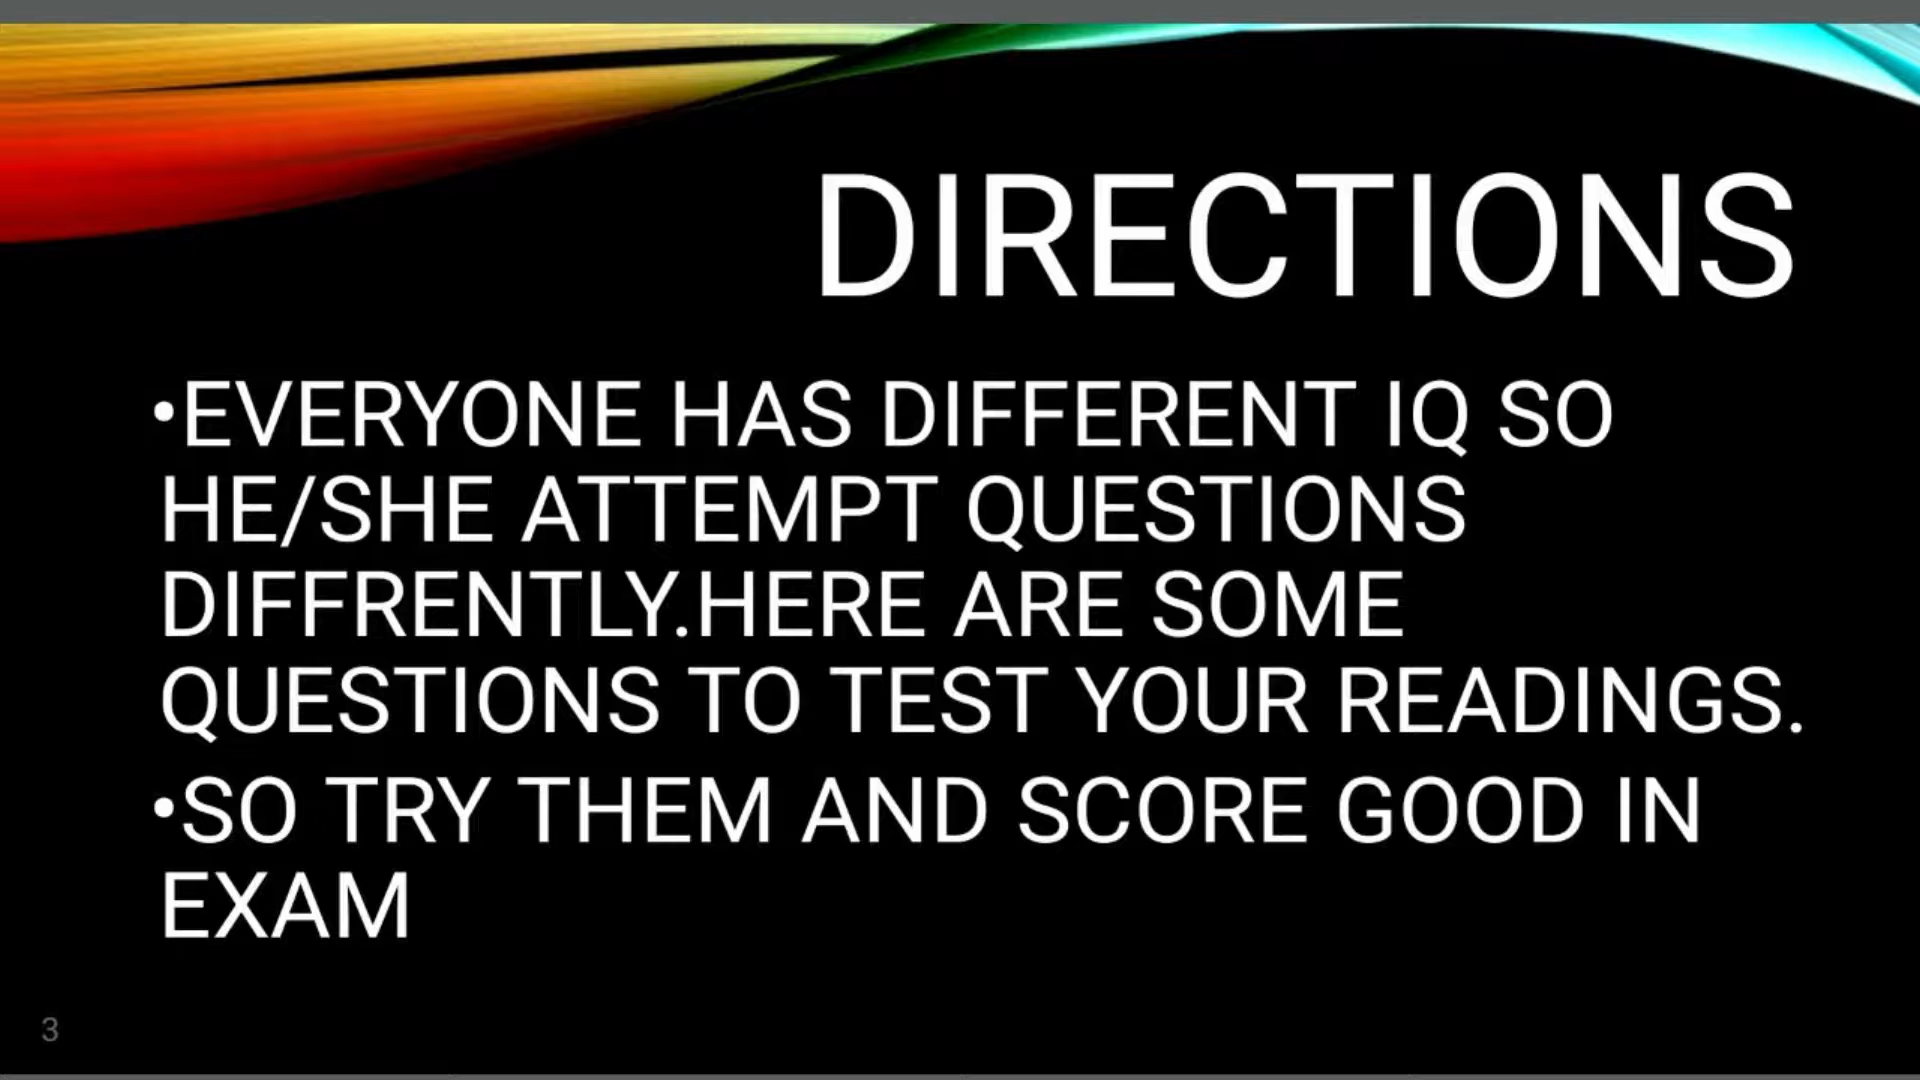 DIRECTIONS
•EVERYONE HAS DIFFERENT IQ SO
HE/SHE ATTEMPT QUESTIONS
DIFFRENTLY.HERE ARE SOME
QUESTIONS TO TEST YOUR READINGS.
•SO TRY THEM AND SCORE GOOD IN
EXAM
3